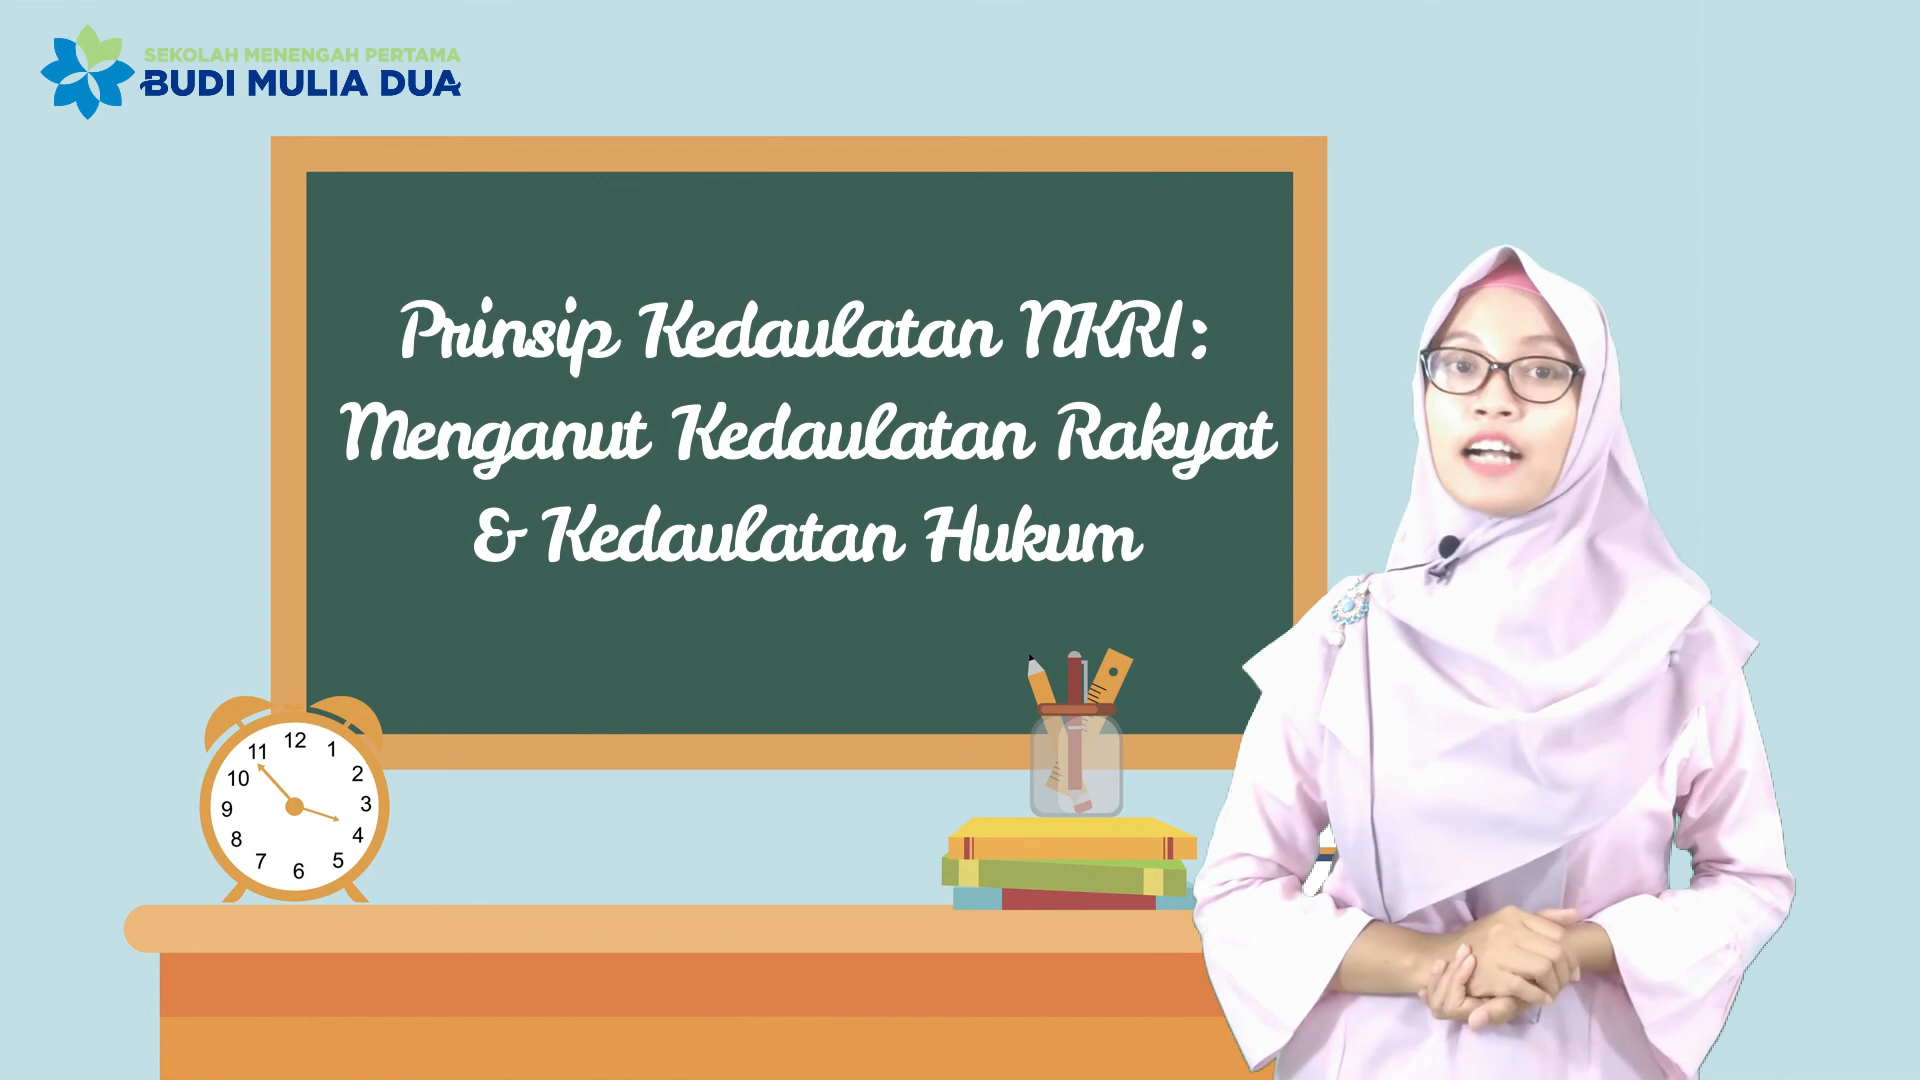 SEKOLAH MENENGAH PERTAMA
BUDI MULIA DUA
Prinsip Kedaulatan NKRI:
Menganut Kedaulatan Rakyat
& Kedaulatan Hukum
12
1
2
3
4
5
6
7
8
9
10
11